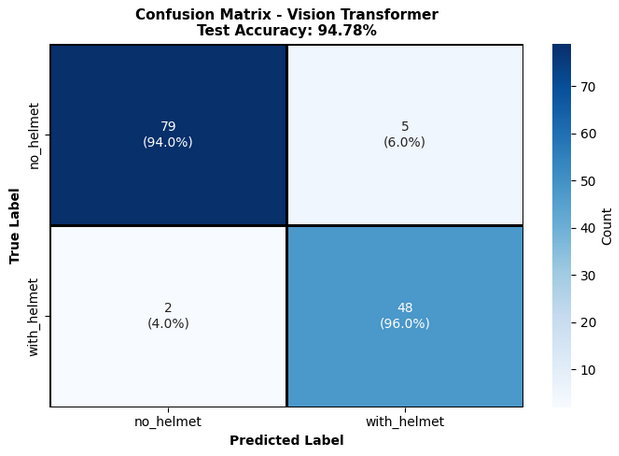 Confusion Matrix - Vision Transformer
Test Accuracy: 94.78%
True Label
no_helmet
with_helmet
79
(94.0%)
5
(6.0%)
2
(4.0%)
48
(96.0%)
no_helmet
with_helmet
Predicted Label
70
60
50
40
30
20
10
Count